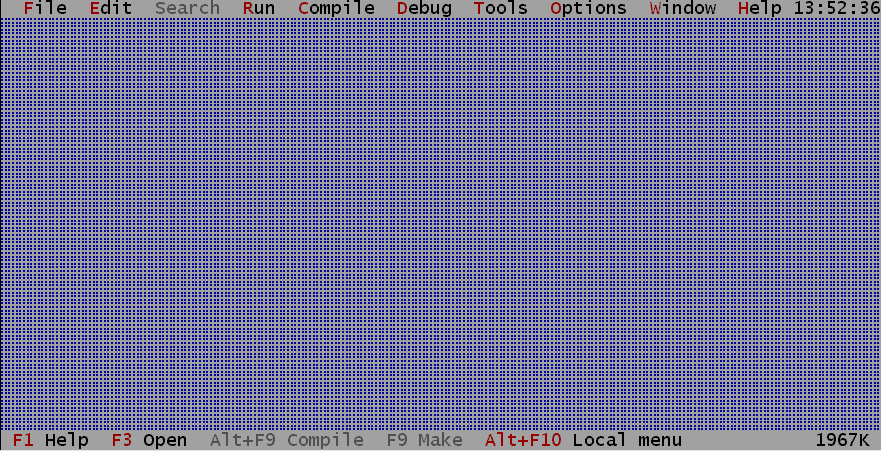 File Edit Search Run Compile Debug Tools Options Window Help 13:52:36
F1 Help F3 Open Alt+F9 Compile F9 Make Alt+F10 Local menu 1967K